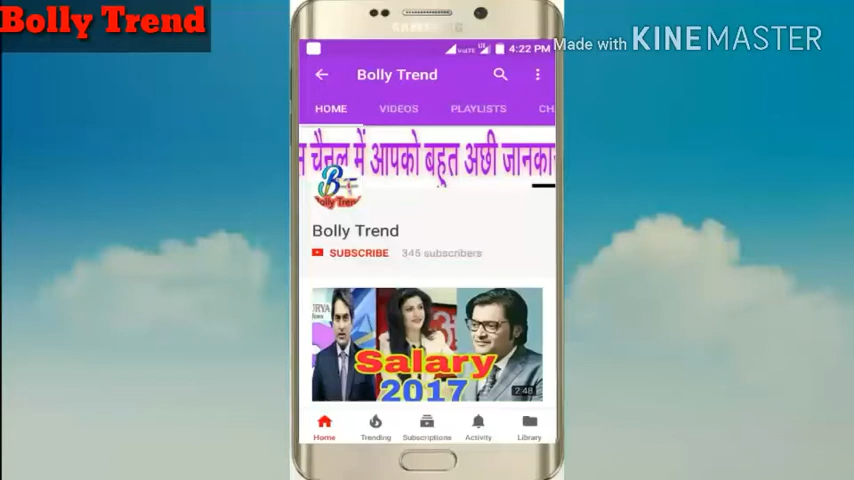 Bolly Trend
Made with KINEMASTER
4:22 PM
Bolly Trend
HOME VIDEOS PLAYLISTS CH
चैनल में आपको बहुत अछी जानका
Bolly Trend
SUBSCRIBE 345 subscribers
Salary
2017
2:48
Home Trending Subscriptions Activity Library